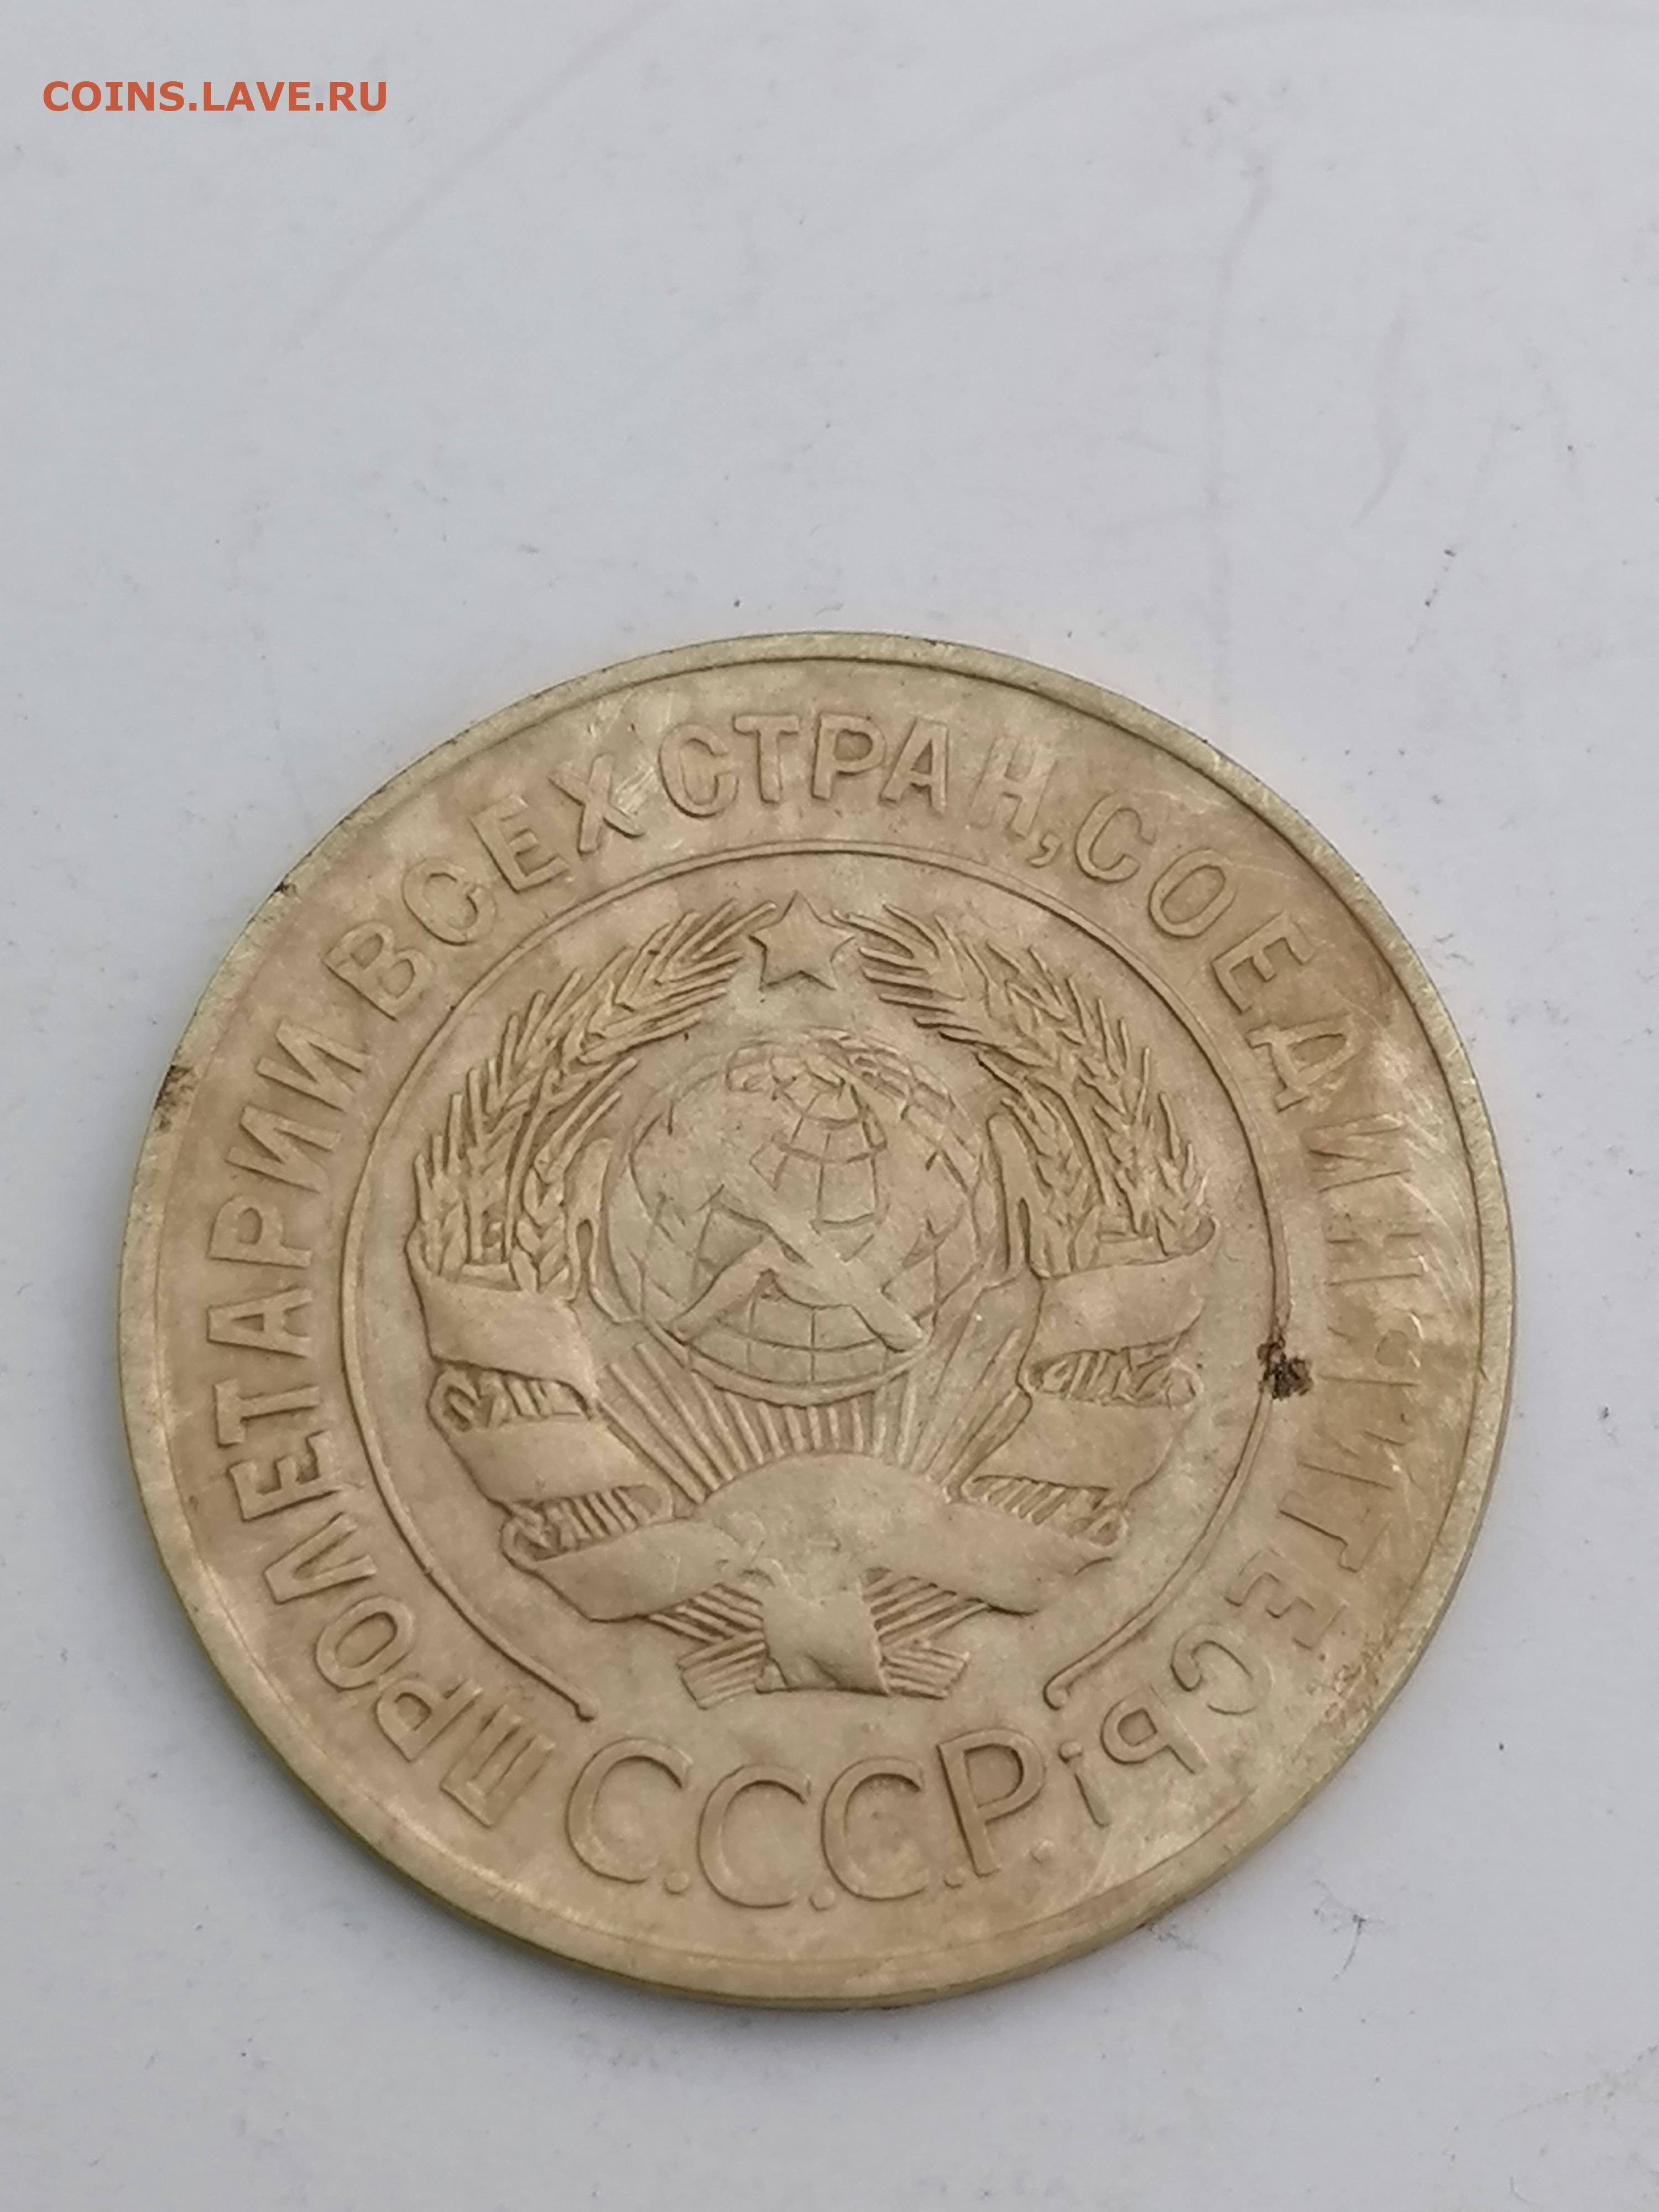 COINS.LAVE.RU
ПРОЛЕТАРИИ ВСЕХ СТРАН, СОЕДИНЯЙТЕСЬ!
С.С.С.Р.